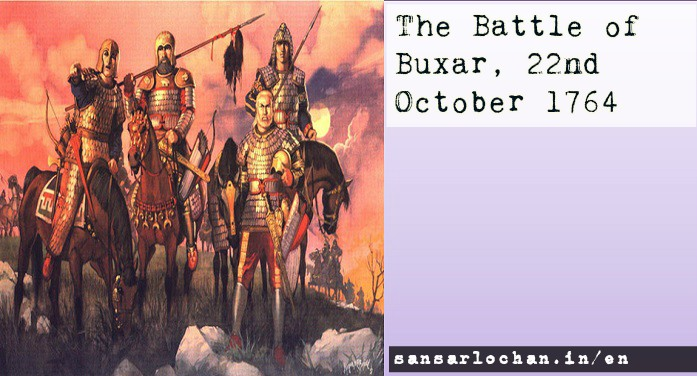 The Battle of
Buxar, 22nd
October 1764
sansarlochan.in/en